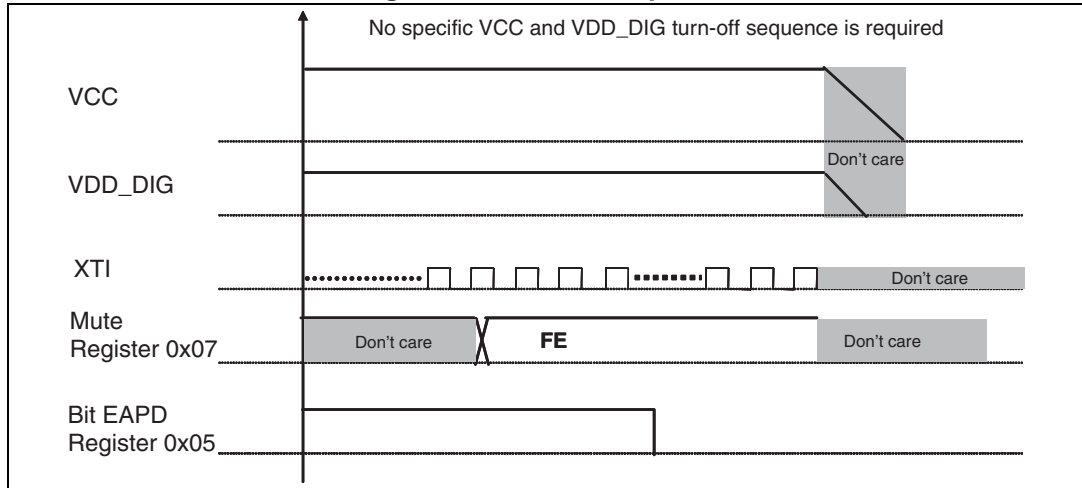 No specific VCC and VDD_DIG turn-off sequence is required
VCC
Don't care
VDD_DIG
XTI
Don't care
Mute
Register 0x07
Don't care
FE
Don't care
Bit EAPD
Register 0x05